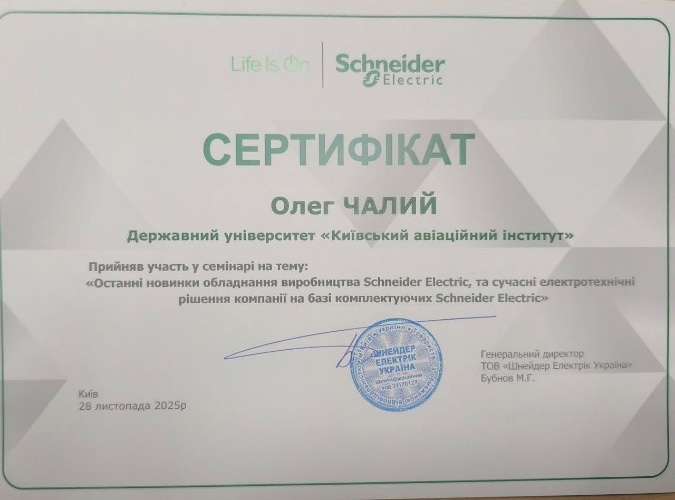 Life Is On
Schneider
Electric
СЕРТИФІКАТ
Олег ЧАЛИЙ
Державний університет «Київський авіаційний інститут»
Прийняв участь у семінарі на тему:
«Останні новинки обладнання виробництва Schneider Electric, та сучасні електротехнічні
рішення компанії на базі комплектуючих Schneider Electric»
ШНЕЙДЕР
ЕЛЕКТРІК
УКРАЇНА
Генеральний директор
ТОВ «Шнейдер Електрік Україна»
Бубнов М.Г.
Київ
28 листопада 2025р